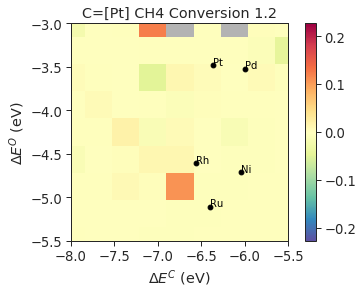 C=[Pt] CH4 Conversion 1.2
−3.0
−3.5
−4.0
−4.5
−5.0
−5.5
ΔE^O (eV)
Pt
Pd
Rh
Ni
Ru
−8.0 −7.5 −7.0 −6.5 −6.0 −5.5
ΔE^C (eV)
0.2
0.1
0.0
−0.1
−0.2